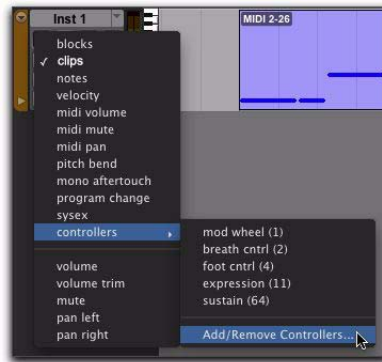 Inst 1
MIDI 2-26
blocks
✓ clips
notes
velocity
midi volume
midi mute
midi pan
pitch bend
mono aftertouch
program change
sysex
controllers
volume
volume trim
mute
pan left
pan right
mod wheel (1)
breath cntrl (2)
foot cntrl (4)
expression (11)
sustain (64)
Add/Remove Controllers...